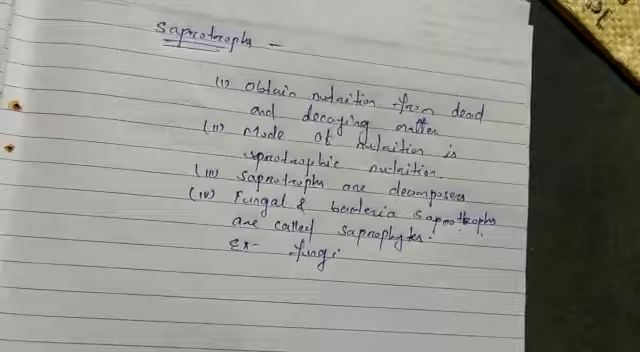 Saprotrophs -
(i) Obtain nutrition from dead
and decaying matter
(ii) Mode of nutrition is
sprotrophic nutrition.
(iii) Saprotrophs are decomposers
(iv) Fungal & bacteria saprotrophs
are called saprophytes.
Ex- fungi